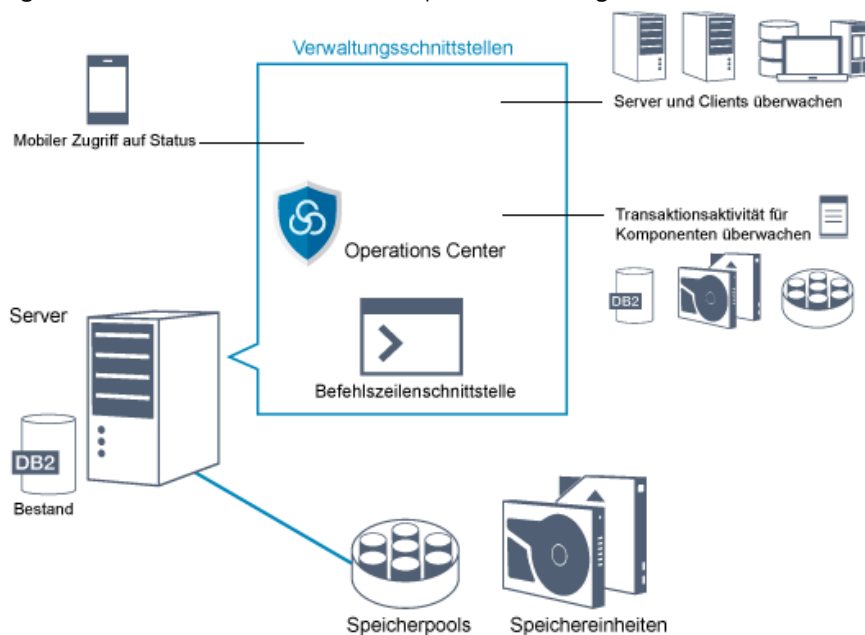 Verwaltungsschnittstellen
Mobiler Zugriff auf Status
Server und Clients überwachen
Transaktionsaktivität für
Komponenten überwachen
DB2
Operations Center
Server
Befehlszeilenschnittstelle
DB2
Bestand
Speicherpools
Speichereinheiten